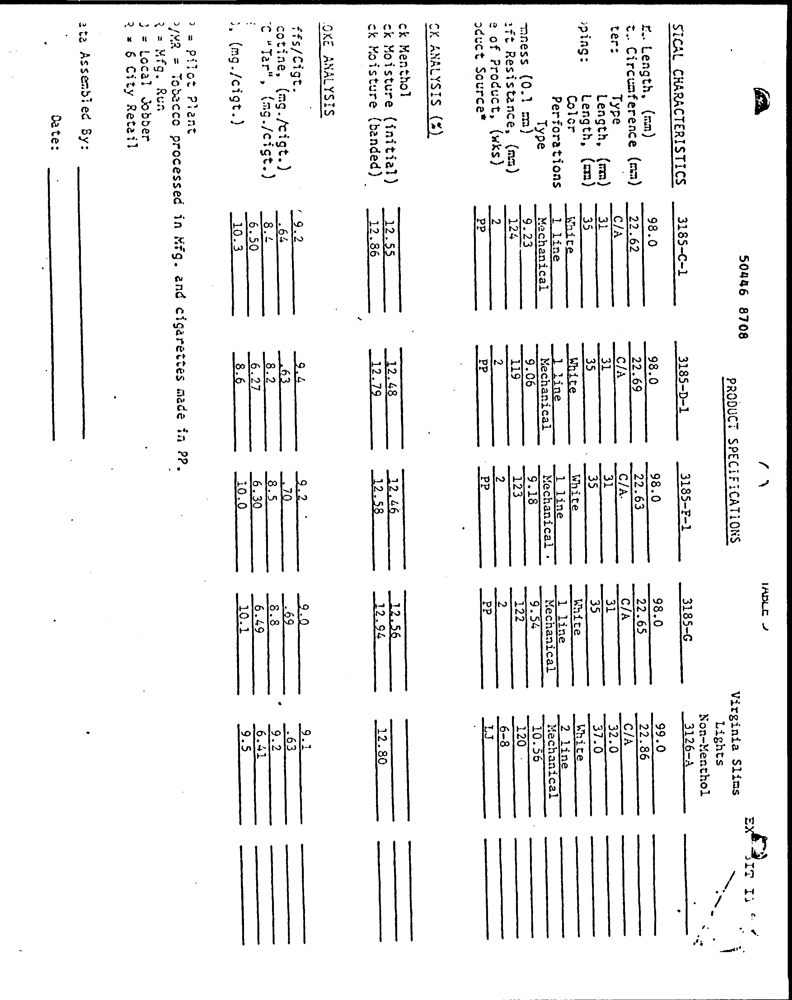 50446 8708
PRODUCT SPECIFICATIONS
TABLE
Virginia Slims
Lights
Non-Menthol
SICAL CHARACTERISTICS 3185-C-1 3185-D-1 3185-F-1 3185-G 3126-A
Length, (mm) 98.0 98.0 98.0 98.0 99.0
Circumference (mm) 22.62 22.69 22.63 22.65 22.86
ter: Type C/A C/A C/A C/A C/A
Length, (mm) 31 31 31 31 32.0
pping: Length, (mm) 35 35 35 35 37.0
Color White White White White White
Perforations 1 line 1 line 1 line 1 line 2 line
Type Mechanical Mechanical Mechanical Mechanical Mechanical
mness (0.1 mm) 9.23 9.06 9.18 9.54 10.56
ft Resistance, (mm) 124 119 123 122 120
e of Product, (wks) 2 2 2 2 6-8
oduct Source* PP PP PP PP LJ
CK ANALYSIS (%)
ck Menthol
ck Moisture (initial) 12.55 12.48 12.46 12.56
ck Moisture (banded) 12.86 12.79 12.58 12.94 12.80
OKE ANALYSIS
ffs/Cigt. 9.2 9.4 9.2 9.0 9.1
cotine, (mg./cigt.) .64 .63 .70 .69 .63
C "Tar", (mg./cigt.) 8.4 8.2 8.5 8.8 9.2
6.50 6.27 6.30 6.49 6.41
, (mg./cigt.) 10.3 8.6 10.0 10.1 9.5
= Pilot Plant
/MR = Tobacco processed in Mfg. and cigarettes made in PP.
= Mfg. Run
= Local Jobber
= 6 City Retail
ata Assembled By:
Date: